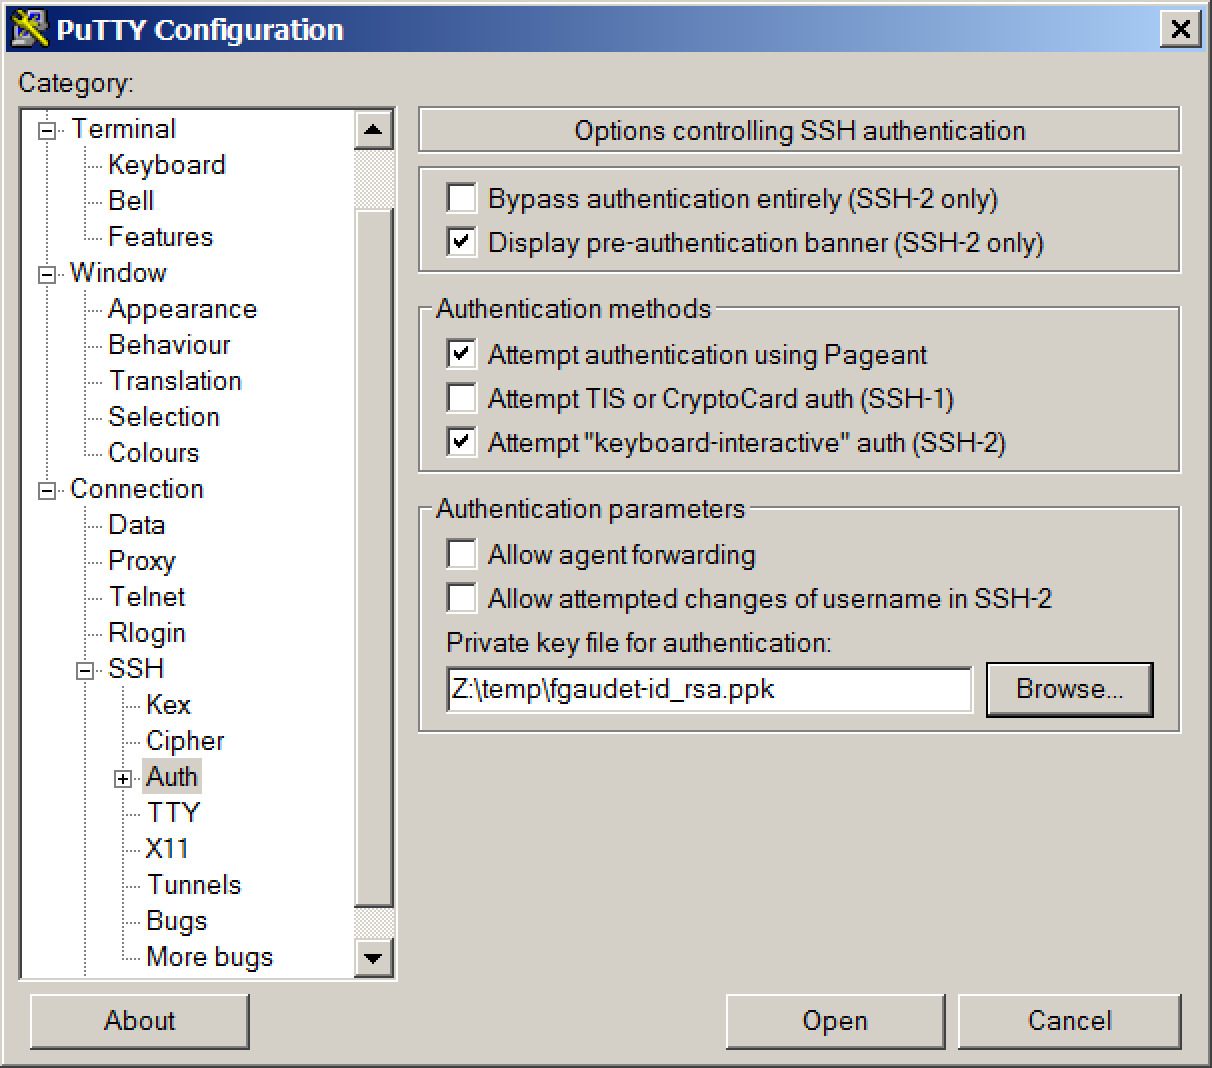 PuTTY Configuration
Category:
Terminal
Keyboard
Bell
Features
Window
Appearance
Behaviour
Translation
Selection
Colours
Connection
Data
Proxy
Telnet
Rlogin
SSH
Kex
Cipher
Auth
TTY
X11
Tunnels
Bugs
More bugs
Options controlling SSH authentication
Bypass authentication entirely (SSH-2 only)
Display pre-authentication banner (SSH-2 only)
Authentication methods
Attempt authentication using Pageant
Attempt TIS or CryptoCard auth (SSH-1)
Attempt "keyboard-interactive" auth (SSH-2)
Authentication parameters
Allow agent forwarding
Allow attempted changes of username in SSH-2
Private key file for authentication:
Z:\temp\fgaudet-id_rsa.ppk
Browse...
About
Open
Cancel